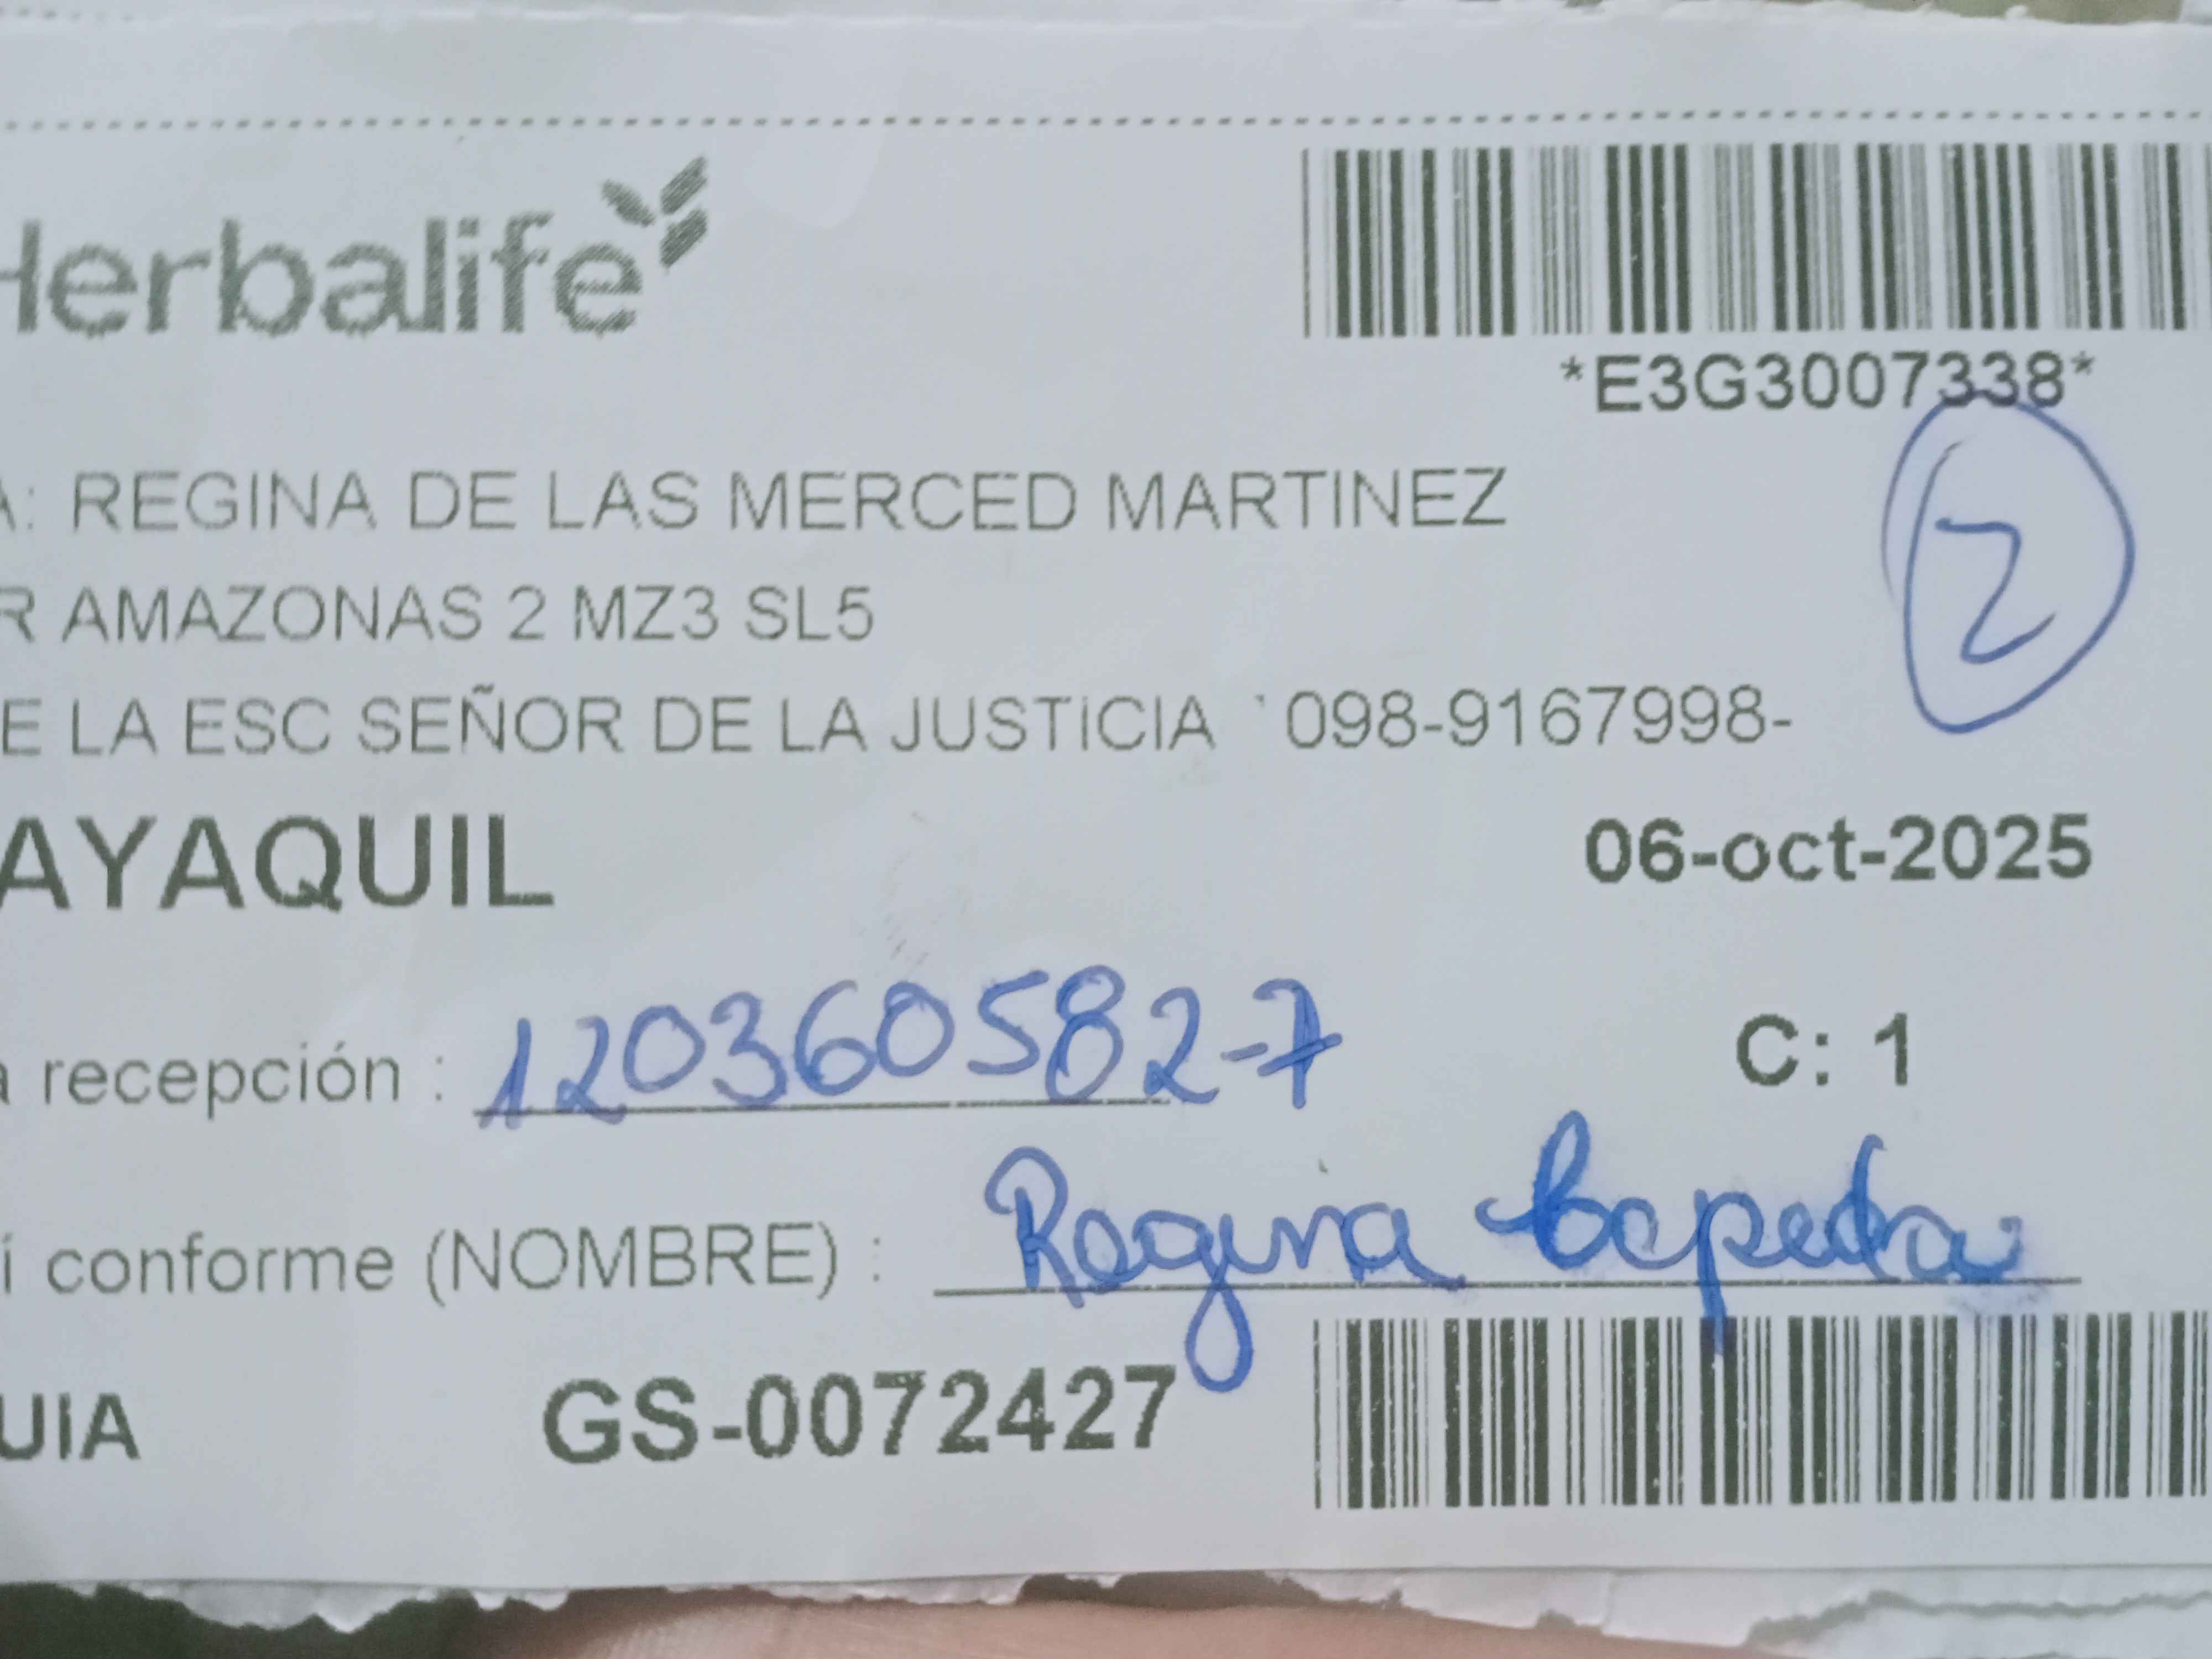 Herbalife
*E3G3007338*
A: REGINA DE LAS MERCED MARTINEZ
2
R AMAZONAS 2 MZ3 SL5
E LA ESC SEÑOR DE LA JUSTICIA 098-9167998-
AYAQUIL 06-oct-2025
a recepción : 120360582-7 C: 1
í conforme (NOMBRE) : Regina
UIA GS-0072427